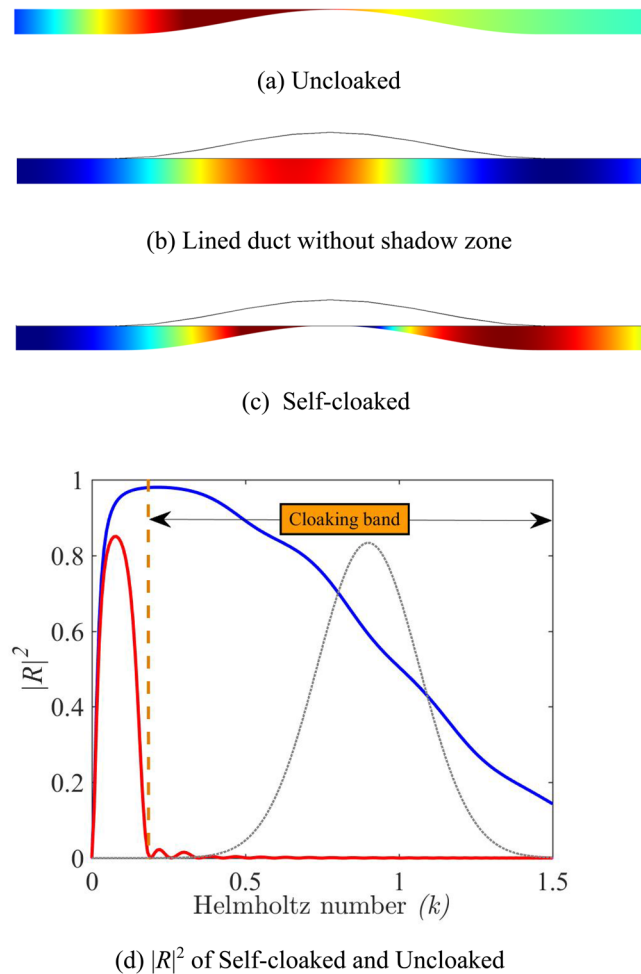 (a) Uncloaked
(b) Lined duct without shadow zone
(c) Self-cloaked
1
Cloaking band
0.8
0.6
|R|²
0.4
0.2
0
0 0.5 1 1.5
Helmholtz number (k)
(d) |R|² of Self-cloaked and Uncloaked